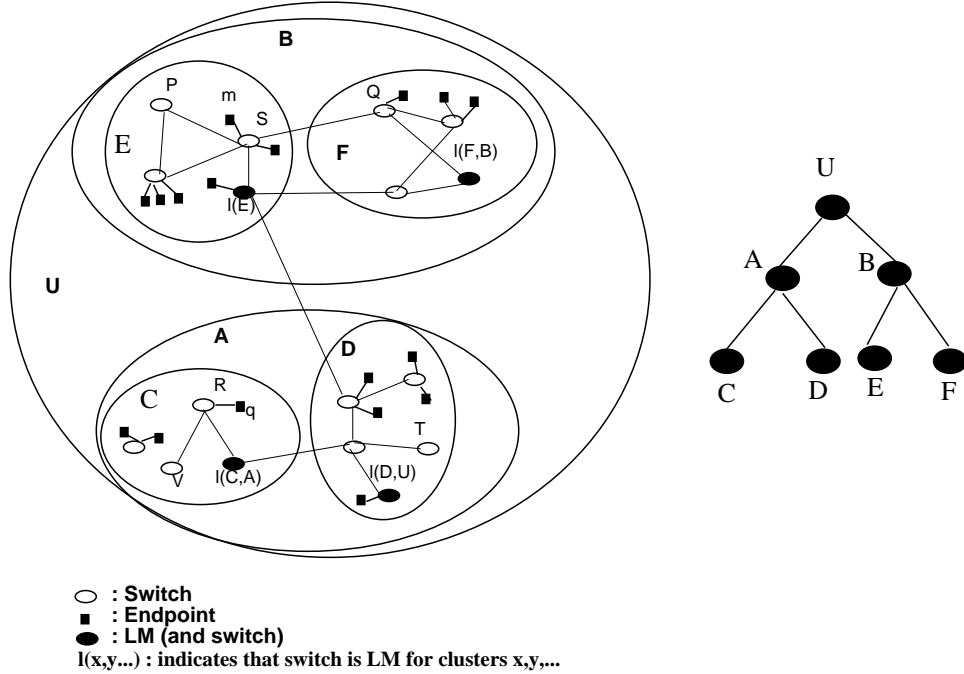 B
P
m
Q
S
E
l(F,B)
F
l(E)
U
A
D
R
C
q
T
V
l(C,A)
l(D,U)
U
A
B
C
D
E
F
: Switch
: Endpoint
: LM (and switch)
l(x,y...) : indicates that switch is LM for clusters x,y,...